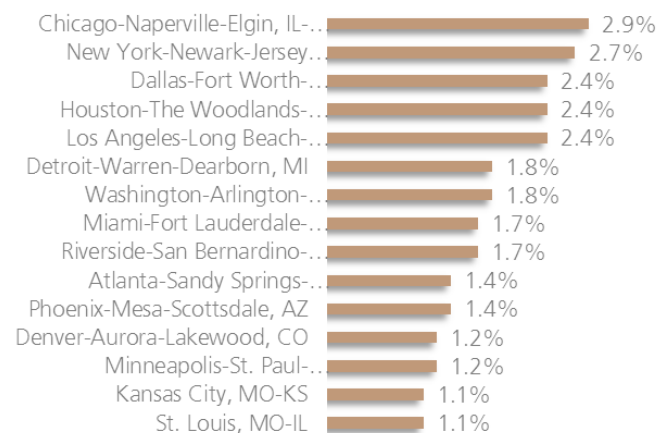 Chicago-Naperville-Elgin, IL-... 2.9%
New York-Newark-Jersey... 2.7%
Dallas-Fort Worth-... 2.4%
Houston-The Woodlands-... 2.4%
Los Angeles-Long Beach-... 2.4%
Detroit-Warren-Dearborn, MI 1.8%
Washington-Arlington-... 1.8%
Miami-Fort Lauderdale-... 1.7%
Riverside-San Bernardino-... 1.7%
Atlanta-Sandy Springs-... 1.4%
Phoenix-Mesa-Scottsdale, AZ 1.4%
Denver-Aurora-Lakewood, CO 1.2%
Minneapolis-St. Paul-... 1.2%
Kansas City, MO-KS 1.1%
St. Louis, MO-IL 1.1%